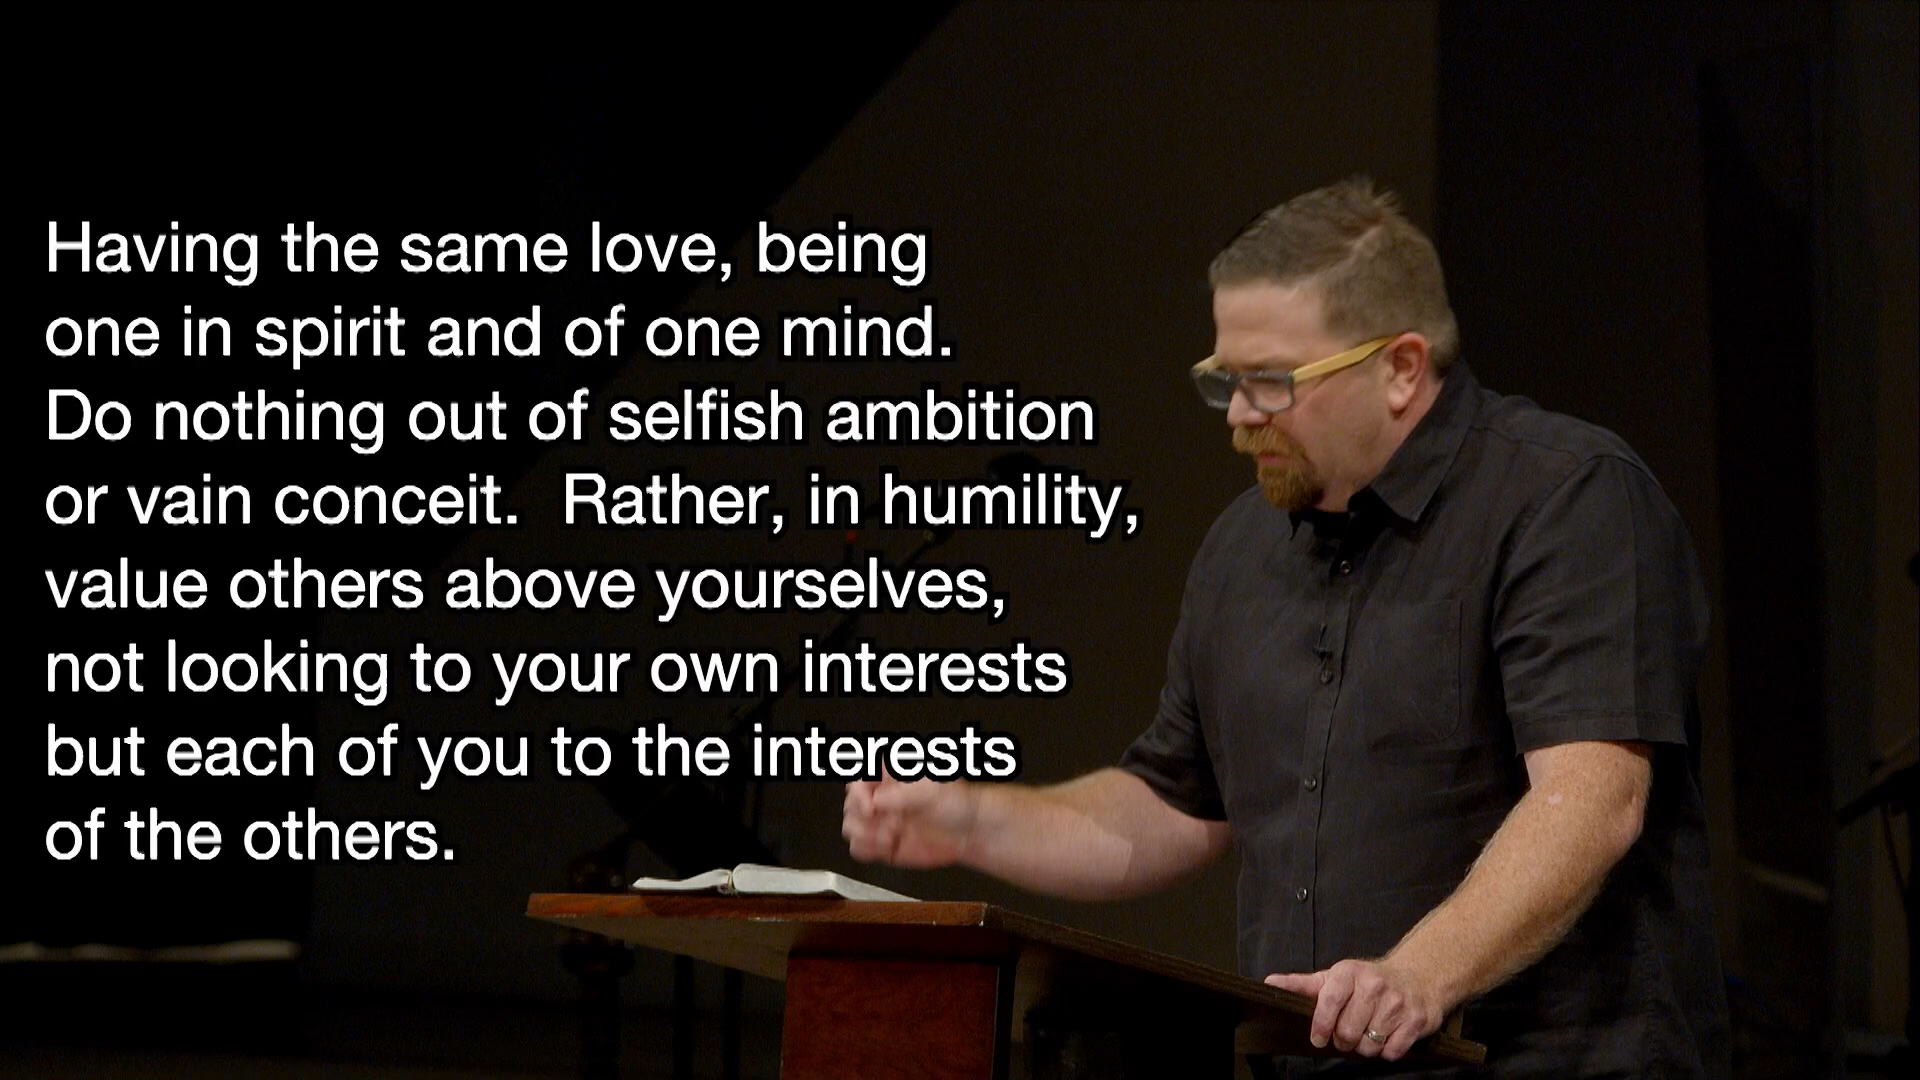 Having the same love, being
one in spirit and of one mind.
Do nothing out of selfish ambition
or vain conceit.  Rather, in humility,
value others above yourselves,
not looking to your own interests
but each of you to the interests
of the others.